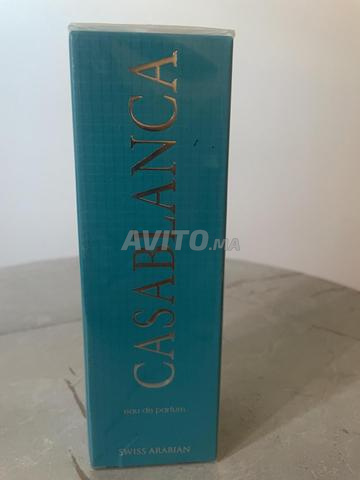 CASABLANCA
AVITO.MA
eau de parfum
SWISS ARABIAN